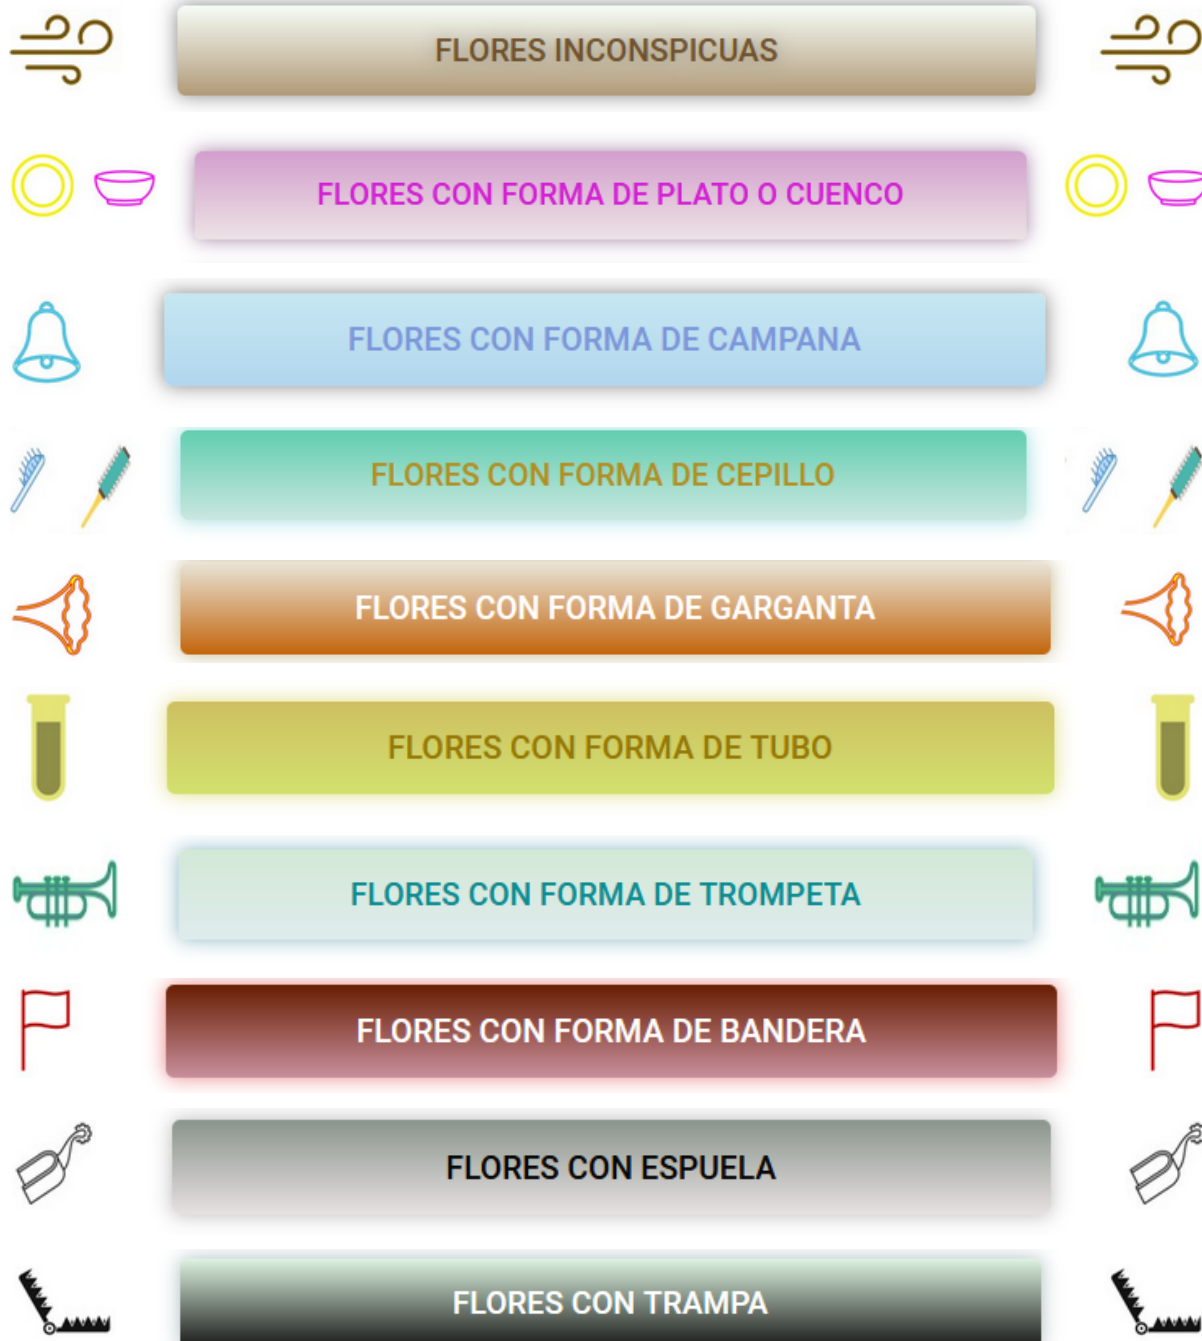 FLORES INCONSPICUAS
FLORES CON FORMA DE PLATO O CUENCO
FLORES CON FORMA DE CAMPANA
FLORES CON FORMA DE CEPILLO
FLORES CON FORMA DE GARGANTA
FLORES CON FORMA DE TUBO
FLORES CON FORMA DE TROMPETA
FLORES CON FORMA DE BANDERA
FLORES CON ESPUELA
FLORES CON TRAMPA